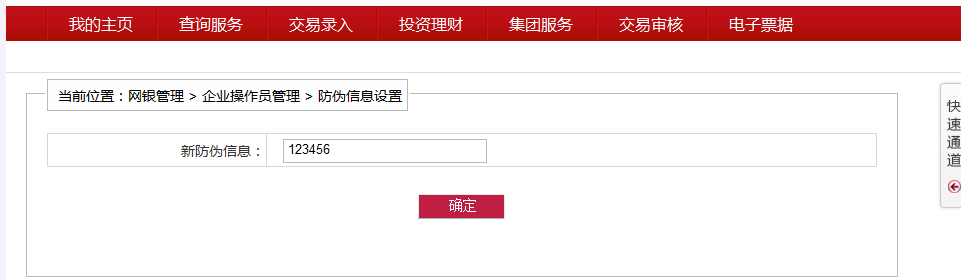 我的主页 查询服务 交易录入 投资理财 集团服务 交易审核 电子票据
当前位置：网银管理 > 企业操作员管理 > 防伪信息设置
快速通道
新防伪信息： 123456
确定